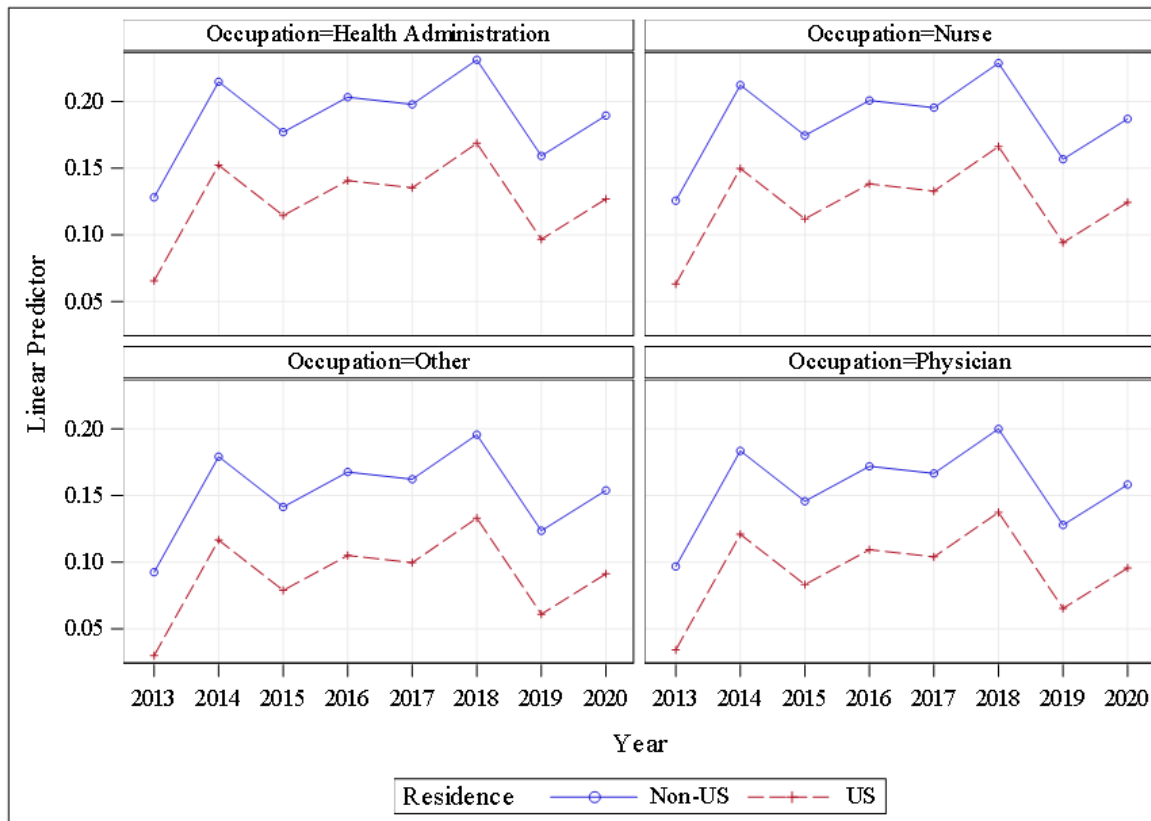 Occupation=Health Administration
Occupation=Nurse
0.20
0.15
0.10
0.05
Linear Predictor
Occupation=Other
Occupation=Physician
0.20
0.15
0.10
0.05
2013 2014 2015 2016 2017 2018 2019 2020
2013 2014 2015 2016 2017 2018 2019 2020
Year
Residence Non-US US